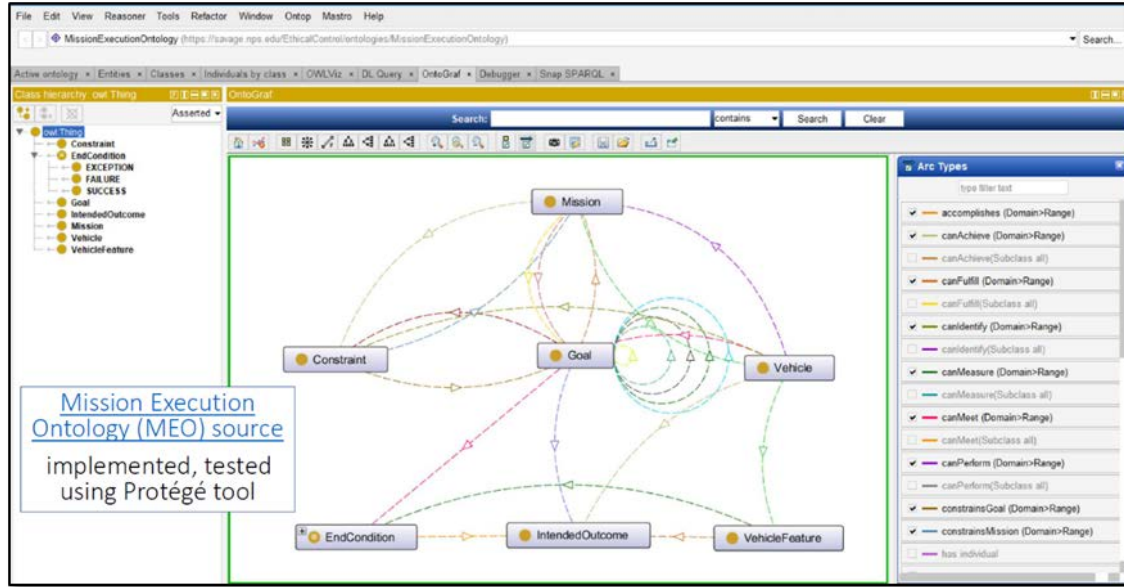 File Edit View Reasoner Tools Refactor Window Ontop Mastro Help
MissionExecutionOntology (https://savage.nps.edu/EthicalControl/ontologies/MissionExecutionOntology)
Search...
Active ontology × Entities × Classes × Individuals by class × OWLViz × DL Query × OntoGraf × Debugger × Snap SPARQL ×
Class hierarchy: owl:Thing
Asserted
owl:Thing
Constraint
EndCondition
EXCEPTION
FAILURE
SUCCESS
Goal
IntendedOutcome
Mission
Vehicle
VehicleFeature
OntoGraf
Search: contains Search Clear
Mission
Constraint
Goal
Vehicle
EndCondition
IntendedOutcome
VehicleFeature
Mission Execution
Ontology (MEO) source
implemented, tested
using Protégé tool
Arc Types
type filter text
accomplishes (Domain>Range)
canAchieve (Domain>Range)
canAchieve(Subclass all)
canFulfill (Domain>Range)
canFulfill(Subclass all)
canIdentify (Domain>Range)
canIdentify(Subclass all)
canMeasure (Domain>Range)
canMeasure(Subclass all)
canMeet (Domain>Range)
canMeet(Subclass all)
canPerform (Domain>Range)
canPerform(Subclass all)
constrainsGoal (Domain>Range)
constrainsMission (Domain>Range)
has individual